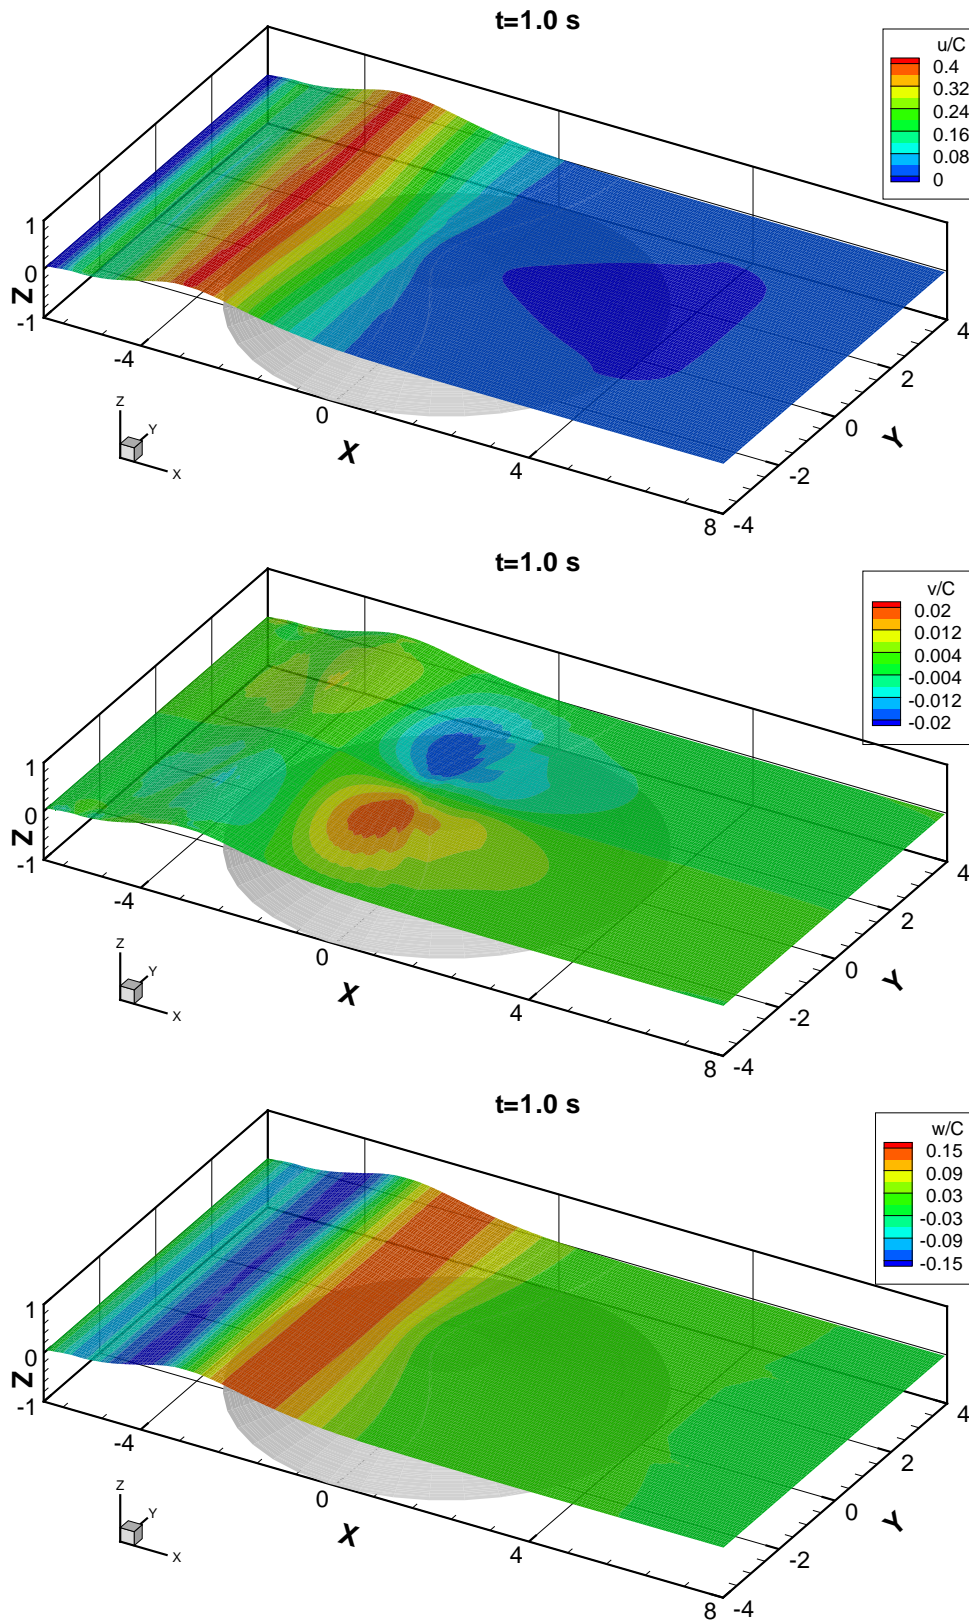 t=1.0 s
u/C
0.4
0.32
0.24
0.16
0.08
0
1
0
-1
Z
-4
0
4
8
X
-4
-2
0
2
4
Y
Z
Y
X
t=1.0 s
v/C
0.02
0.012
0.004
-0.004
-0.012
-0.02
1
0
-1
Z
-4
0
4
8
X
-4
-2
0
2
4
Y
Z
Y
X
t=1.0 s
w/C
0.15
0.09
0.03
-0.03
-0.09
-0.15
1
0
-1
Z
-4
0
4
8
X
-4
-2
0
2
4
Y
Z
Y
X